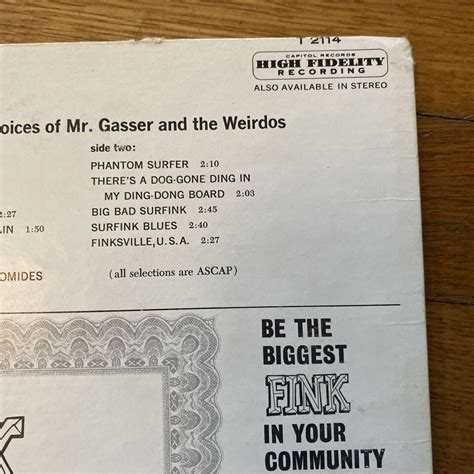 T 2114
CAPITOL RECORDS
HIGH FIDELITY
RECORDING
ALSO AVAILABLE IN STEREO
oices of Mr. Gasser and the Weirdos
side two:
PHANTOM SURFER 2:10
THERE'S A DOG-GONE DING IN
MY DING-DONG BOARD 2:03
2:27
BIG BAD SURFINK 2:45
LIN 1:50
SURFINK BLUES 2:40
FINKSVILLE, U.S.A. 2:27
OMIDES
(all selections are ASCAP)
BE THE
BIGGEST
FINK
IN YOUR
COMMUNITY